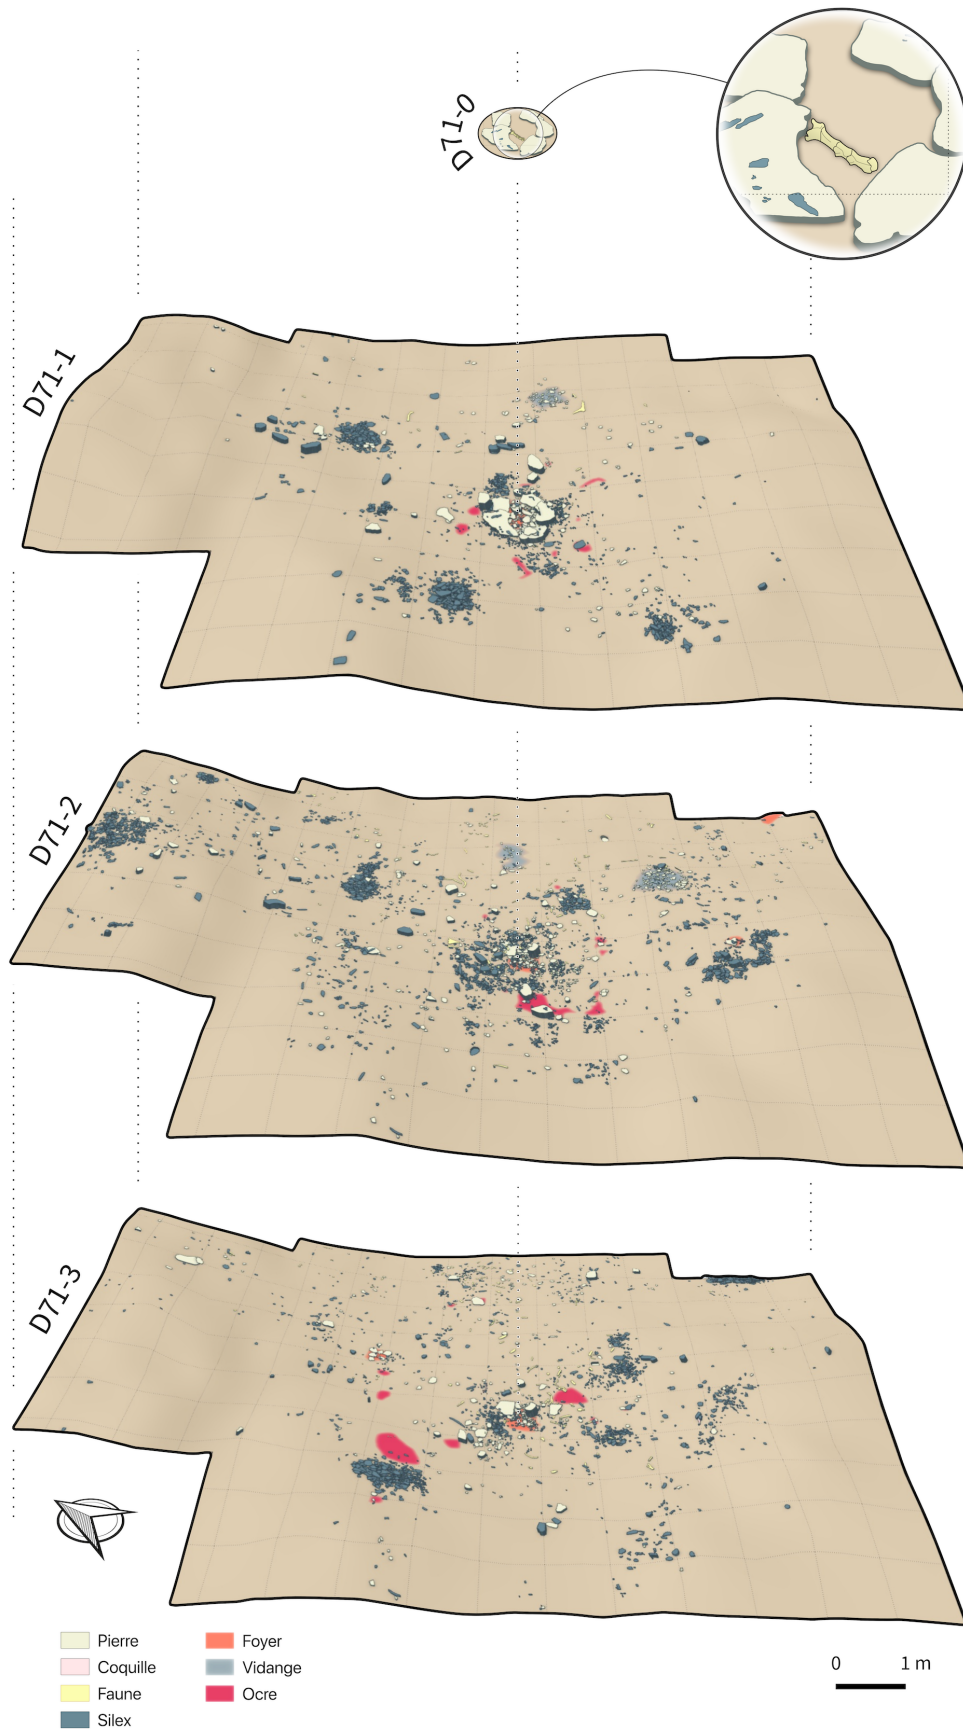 D71-0
D71-1
D71-2
D71-3
Pierre
Coquille
Faune
Silex
Foyer
Vidange
Ocre
0 1 m